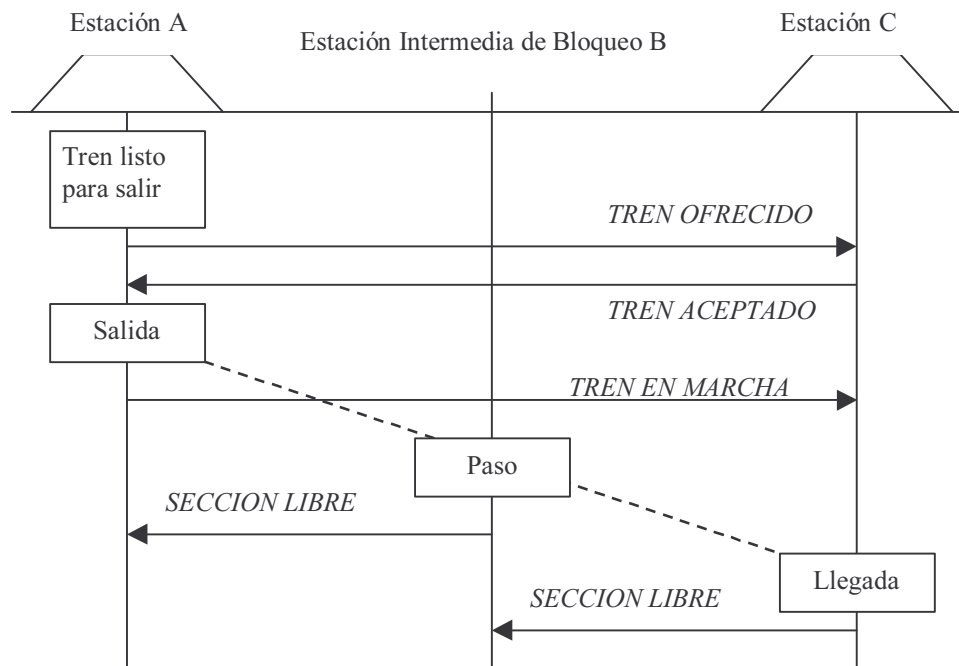 Estación A
Estación Intermedia de Bloqueo B
Estación C
Tren listo
para salir
TREN OFRECIDO
TREN ACEPTADO
Salida
TREN EN MARCHA
Paso
SECCION LIBRE
Llegada
SECCION LIBRE